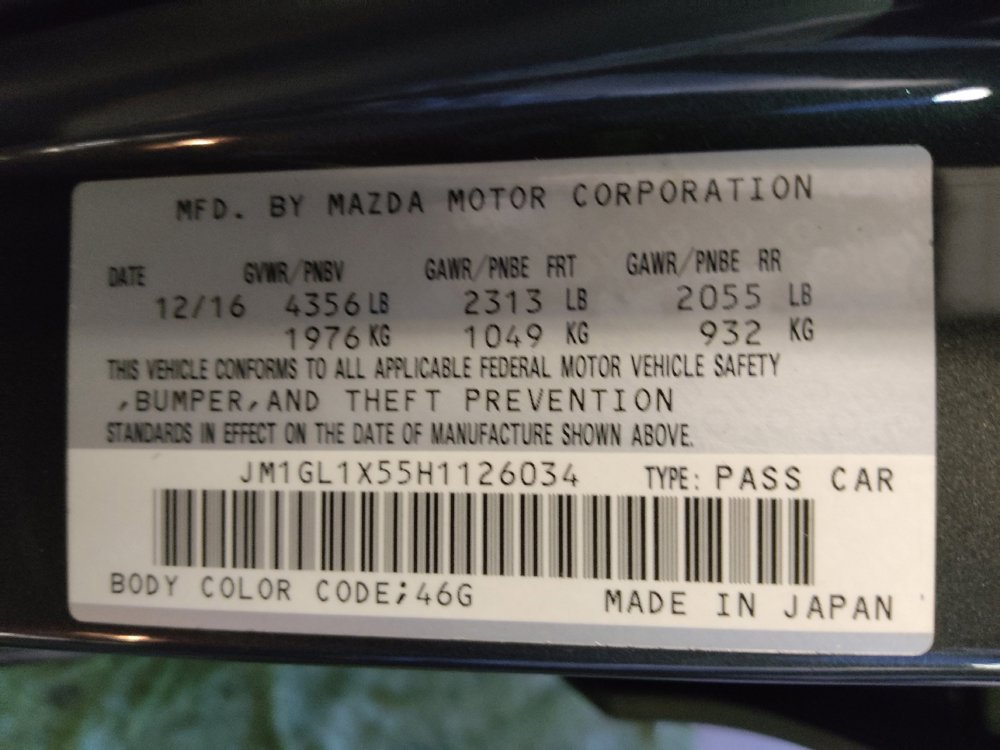 MFD. BY MAZDA MOTOR CORPORATION
DATE GVWR/PNBV GAWR/PNBE FRT GAWR/PNBE RR
12/16 4356 LB 2313 LB 2055 LB
1976 KG 1049 KG 932 KG
THIS VEHICLE CONFORMS TO ALL APPLICABLE FEDERAL MOTOR VEHICLE SAFETY
,BUMPER,AND THEFT PREVENTION
STANDARDS IN EFFECT ON THE DATE OF MANUFACTURE SHOWN ABOVE.
JM1GL1X55H1126034 TYPE: PASS CAR
BODY COLOR CODE;46G MADE IN JAPAN